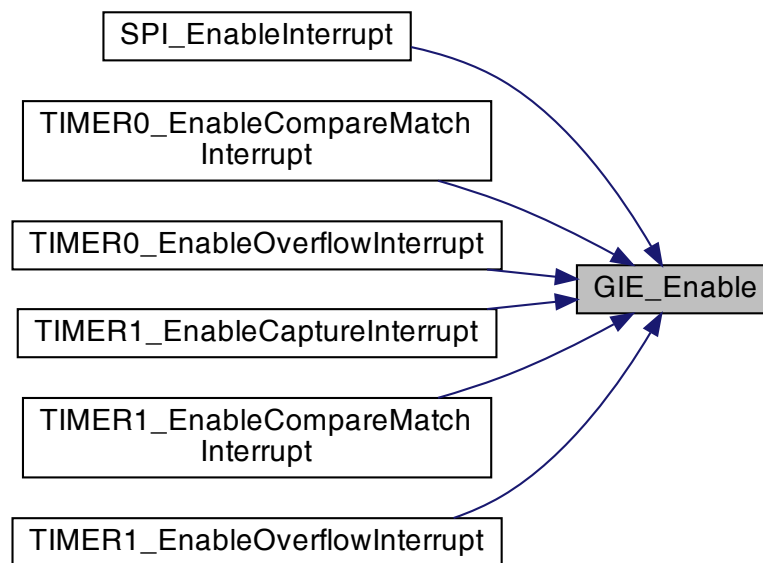 SPI_EnableInterrupt
TIMER0_EnableCompareMatch
Interrupt
TIMER0_EnableOverflowInterrupt
TIMER1_EnableCaptureInterrupt
TIMER1_EnableCompareMatch
Interrupt
TIMER1_EnableOverflowInterrupt
GIE_Enable